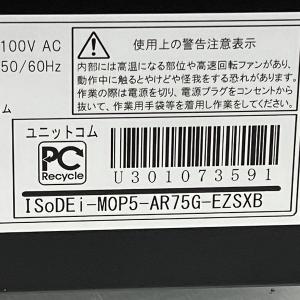 100V AC
50/60Hz
ム
使用上の警告注意表示
内部には高温になる部位や高速回転ファンがあり、
動作中に触るとやけどや怪我をする恐れがあります。
作業の際は電源を切り、電源プラグをコンセントから
抜いて、作業用手袋等を着用し作業してください。
ユニットコム
PC
Recycle
U301073591
ISoDEi-M0P5-AR75G-EZSXB